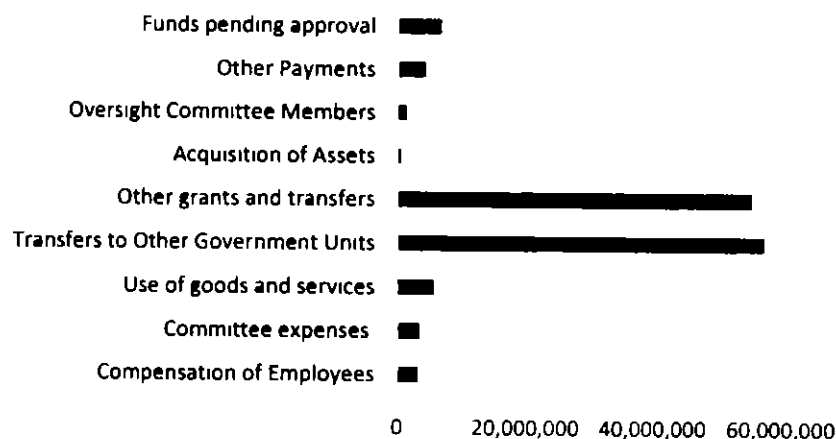 Funds pending approval
Other Payments
Oversight Committee Members
Acquisition of Assets
Other grants and transfers
Transfers to Other Government Units
Use of goods and services
Committee expenses
Compensation of Employees
0 20,000,000 40,000,000 60,000,000